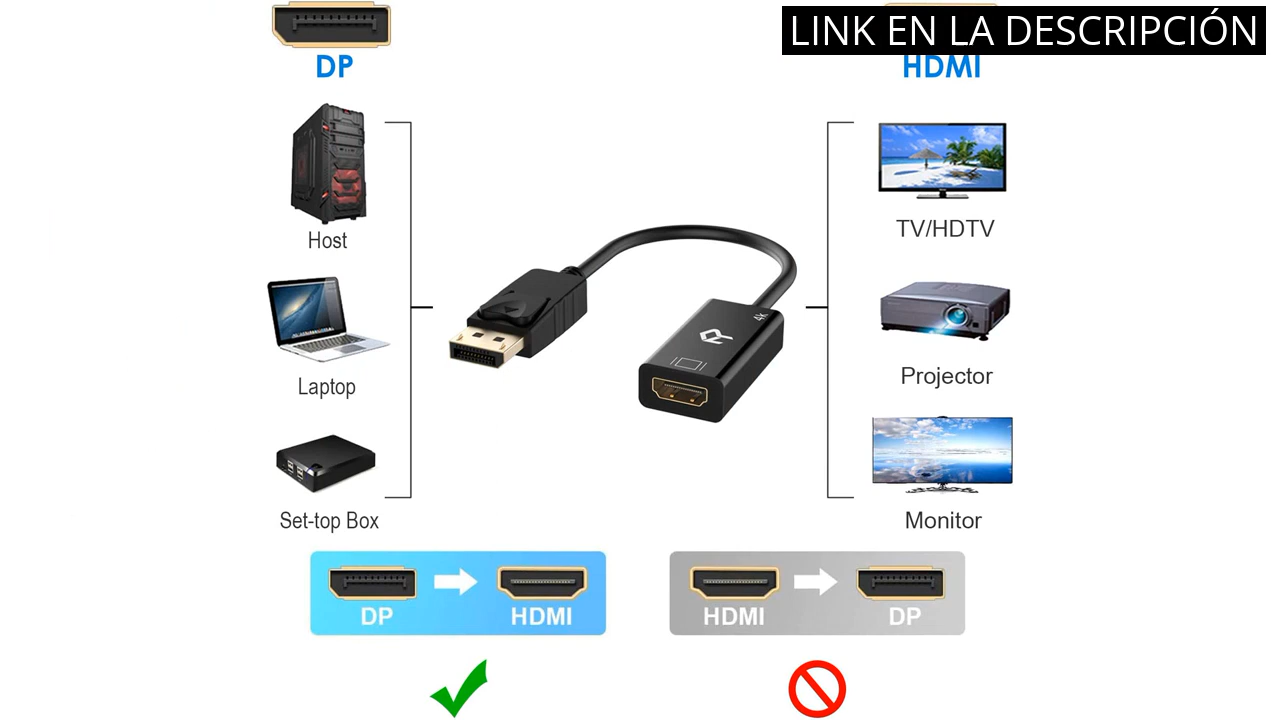 LINK EN LA DESCRIPCIÓN
DP
HDMI
Host
TV/HDTV
4K
Laptop
Projector
Set-top Box
Monitor
DP
HDMI
HDMI
DP